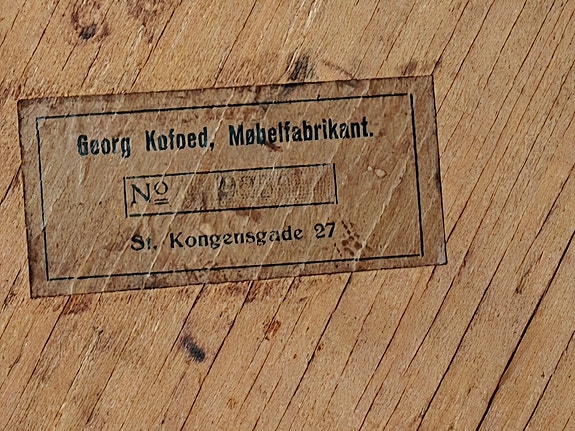 Georg Kofoed, Møbelfabrikant.
Nº
St. Kongensgade 27